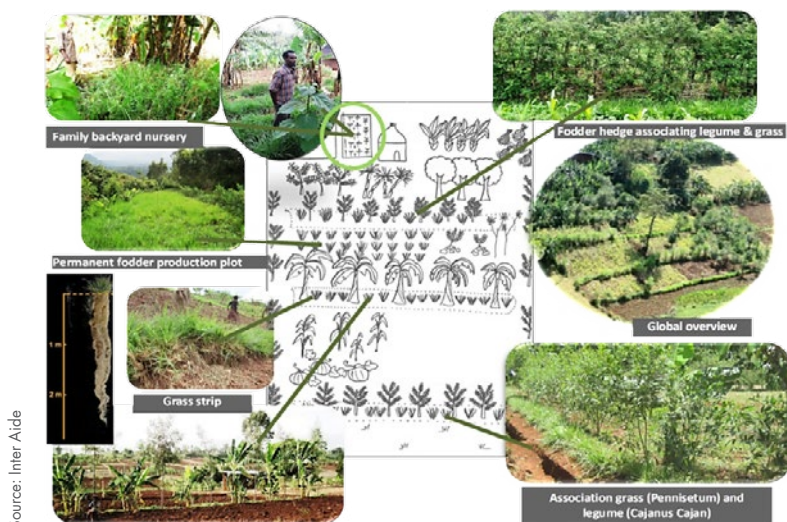 Family backyard nursery
Fodder hedge associating legume & grass
Permanent fodder production plot
Global overview
1 m
2 m
Grass strip
Association grass (Pennisetum) and
legume (Cajanus Cajan)
Source: Inter Aide